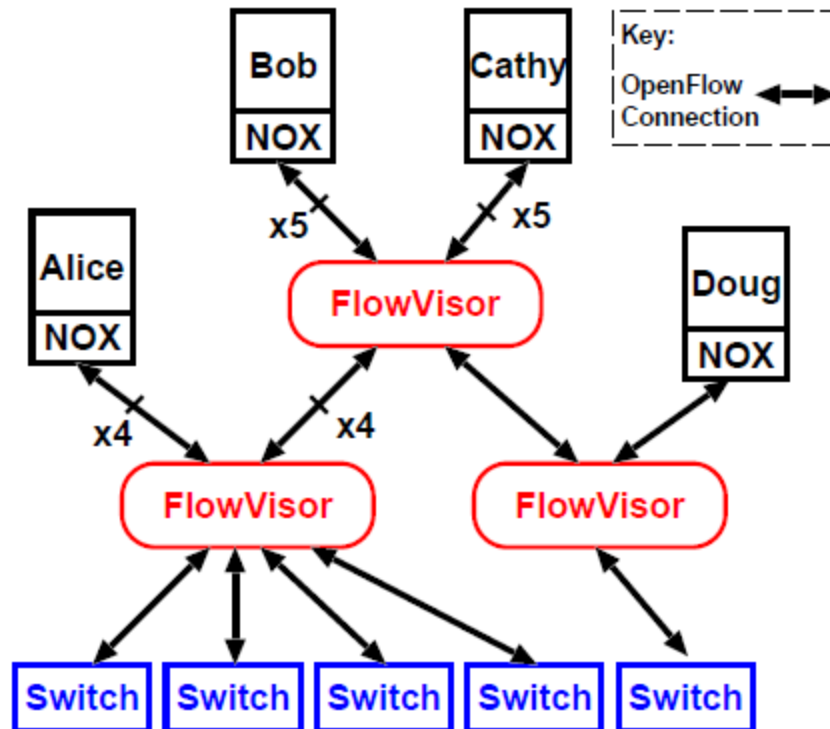 Bob
NOX
Cathy
NOX
Key:
OpenFlow
Connection
x5
x5
Alice
NOX
FlowVisor
Doug
NOX
x4
x4
FlowVisor
FlowVisor
Switch
Switch
Switch
Switch
Switch